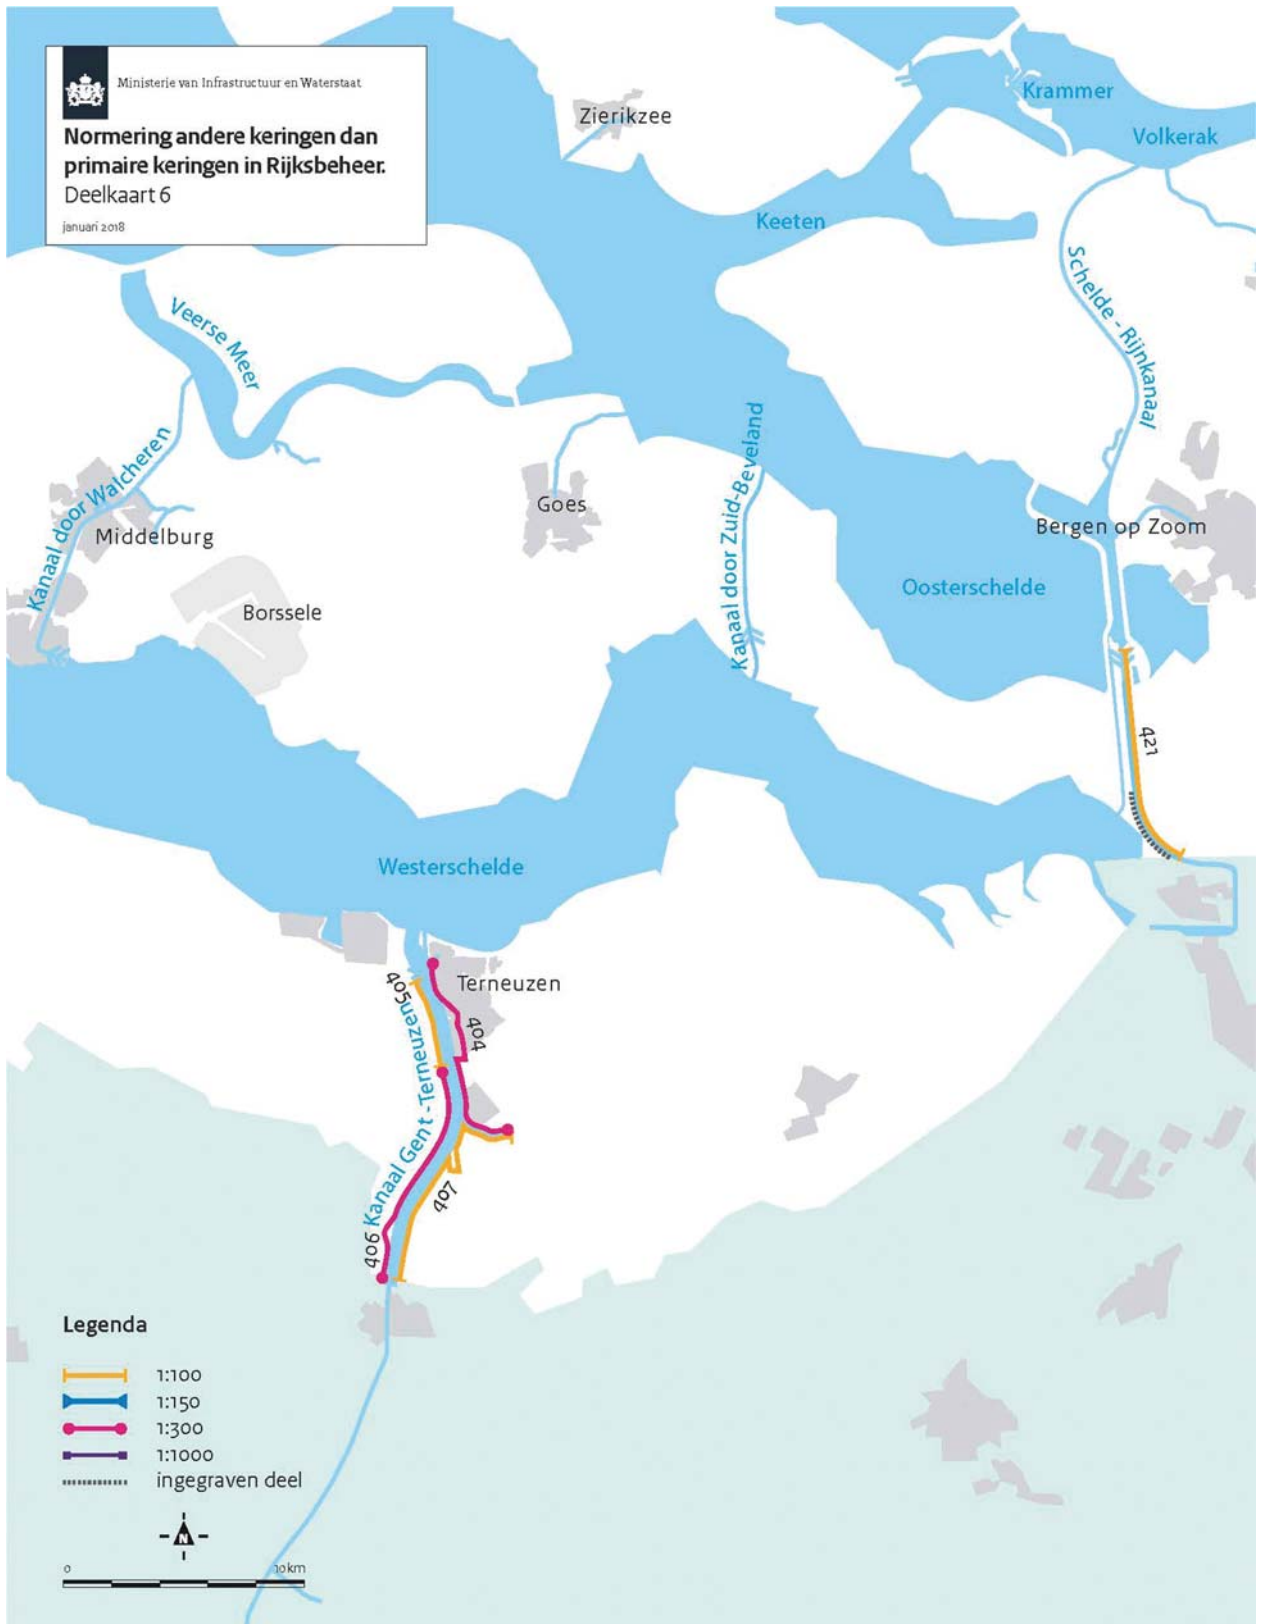 Ministerie van Infrastructuur en Waterstaat
Normering andere keringen dan
primaire keringen in Rijksbeheer.
Deelkaart 6
januari 2018
Zierikzee
Krammer
Volkerak
Keeten
Schelde - Rijnkanaal
Veerse Meer
Kanaal door Walcheren
Middelburg
Goes
Kanaal door Zuid-Beveland
Bergen op Zoom
Borssele
Oosterschelde
421
Westerschelde
Terneuzen
405
404
Kanaal Gent -Terneuzen
407
406
Legenda
1:100
1:150
1:300
1:1000
ingegraven deel
N
0 10km